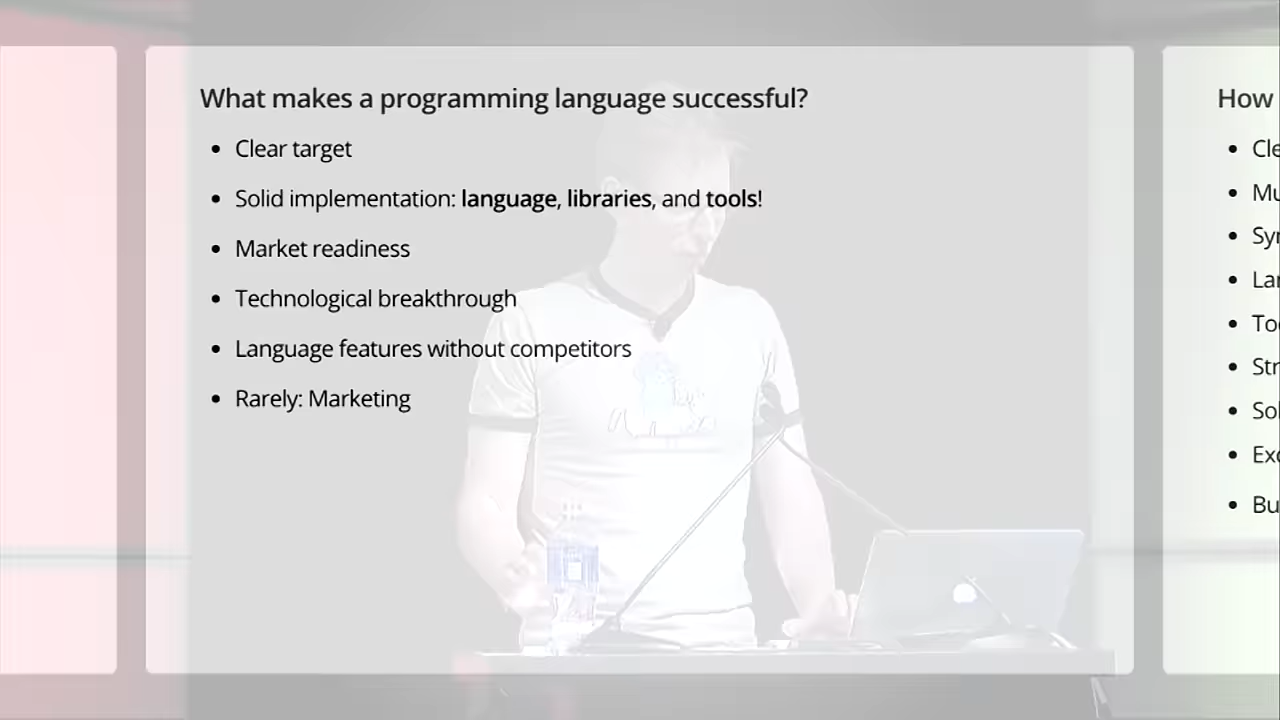 What makes a programming language successful?
• Clear target
• Solid implementation: language, libraries, and tools!
• Market readiness
• Technological breakthrough
• Language features without competitors
• Rarely: Marketing
How